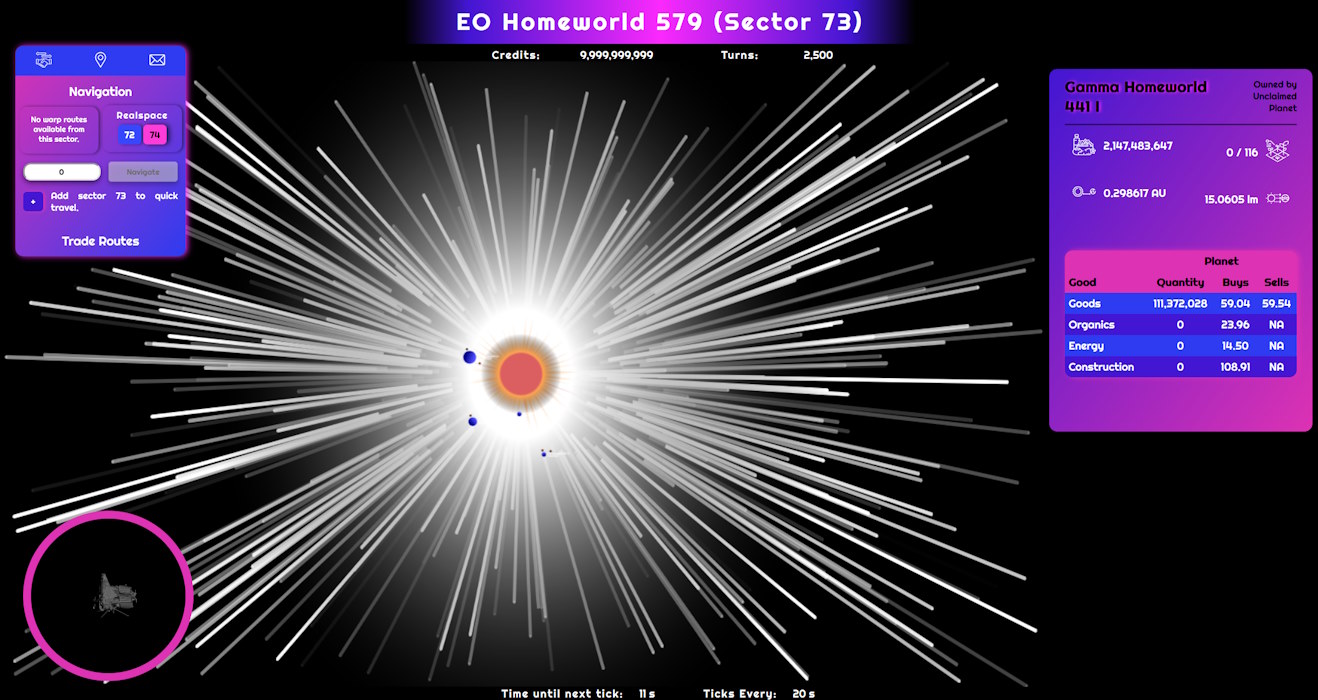 EO Homeworld 579 (Sector 73)
Credits: 9,999,999,999 Turns: 2,500
Navigation
No warp routes
available from
this sector.
Realspace
72 74
0 Navigate
+ Add sector 73 to quick
travel.
Trade Routes
Gamma Homeworld
441 I
Owned by
Unclaimed
Planet
2,147,483,647
0 / 116
0.298617 AU
15.0605 lm
Planet
Good Quantity Buys Sells
Goods 111,372,028 59.04 59.54
Organics 0 23.96 NA
Energy 0 14.50 NA
Construction 0 108.91 NA
Time until next tick: 11 s Ticks Every: 20 s